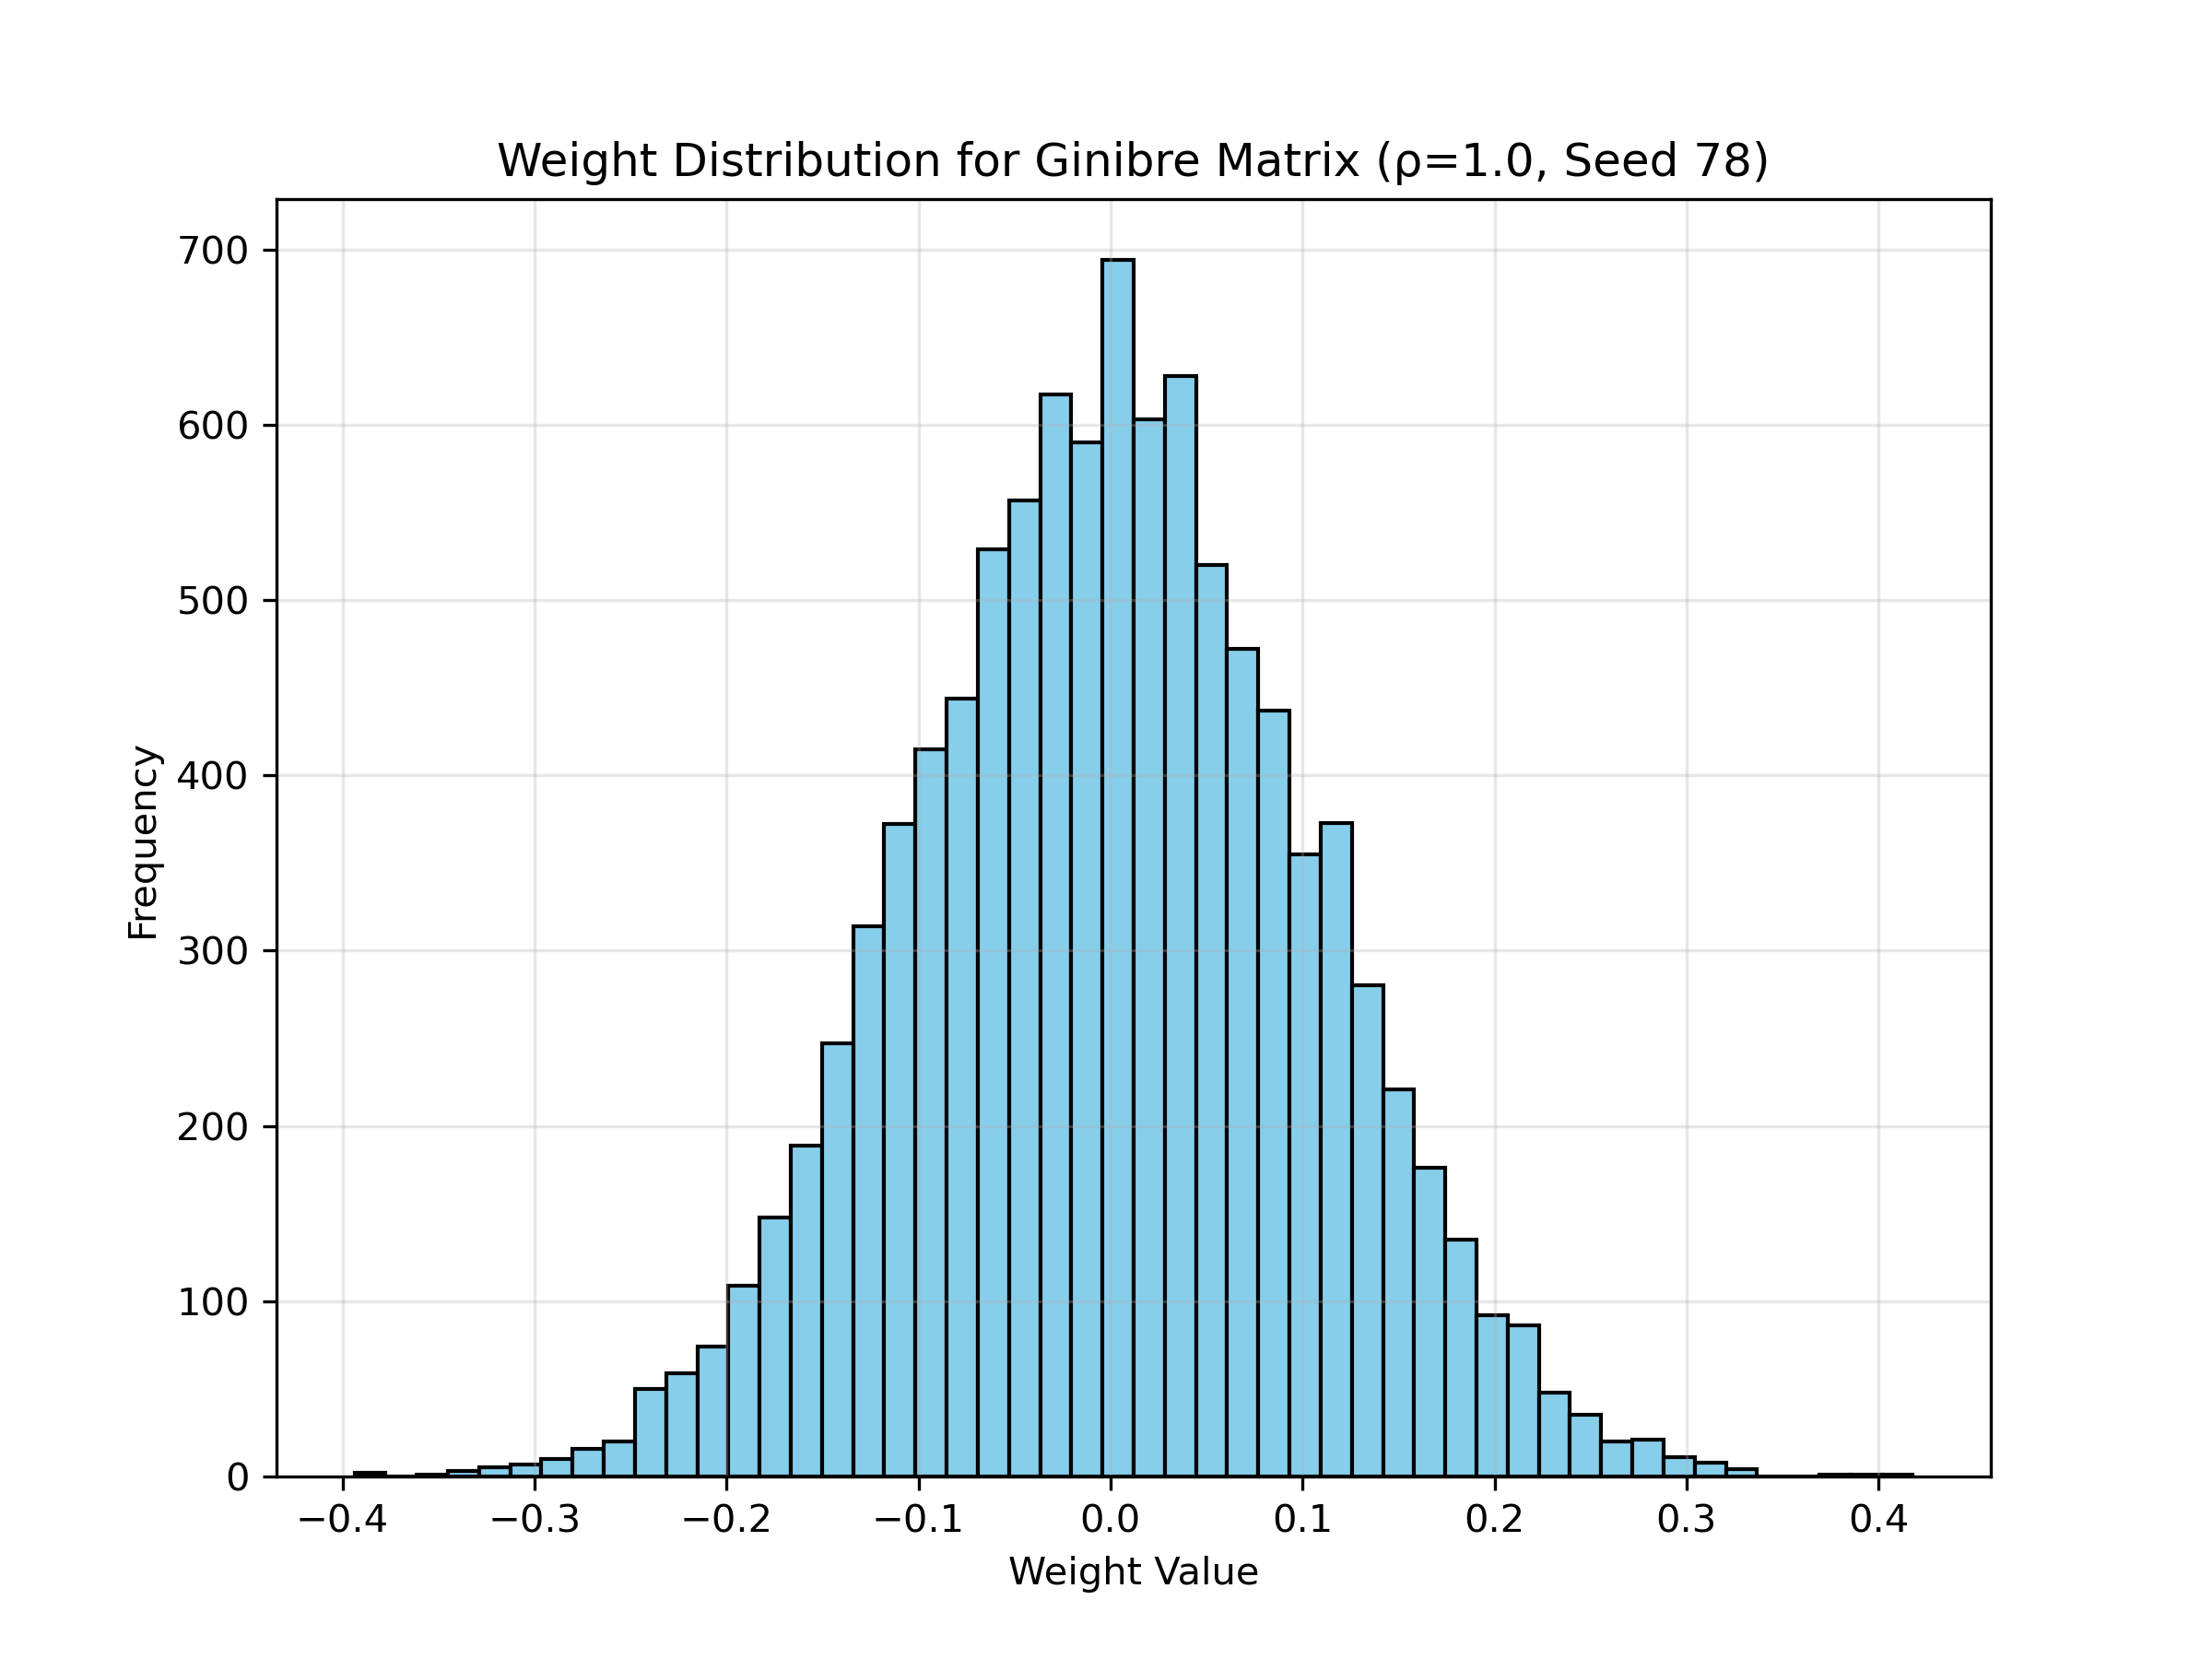 Weight Distribution for Ginibre Matrix (ρ=1.0, Seed 78)
700
600
500
400
300
200
100
0
Frequency
−0.4 −0.3 −0.2 −0.1 0.0 0.1 0.2 0.3 0.4
Weight Value